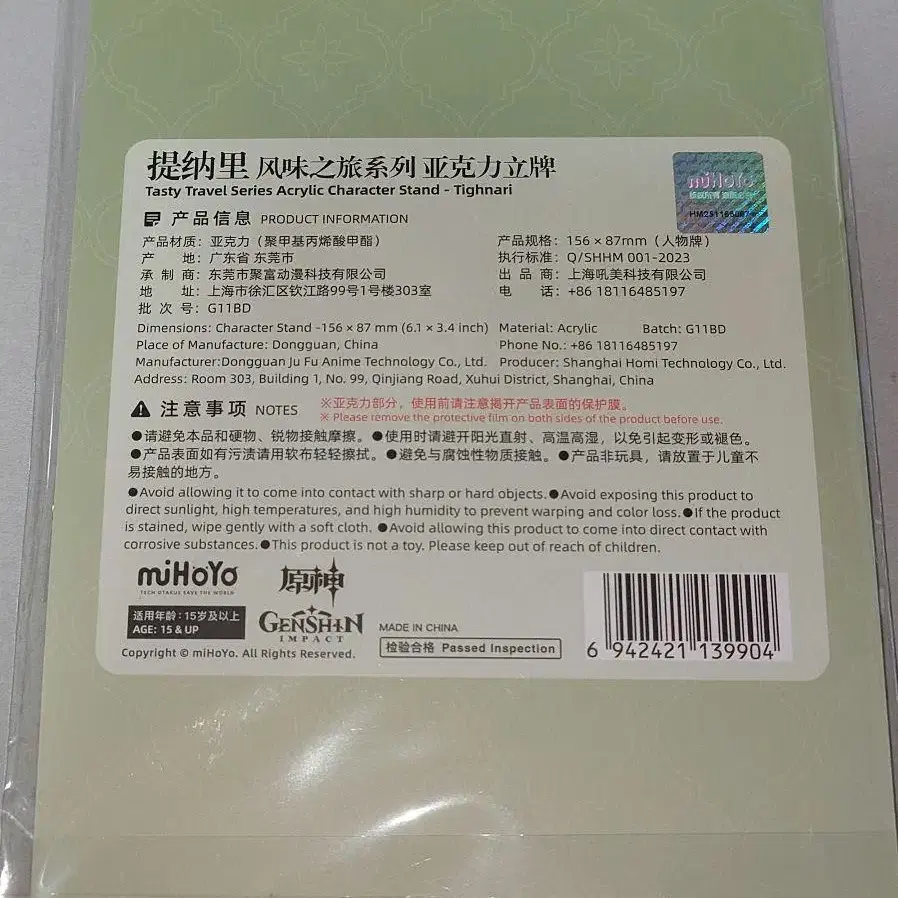 提纳里 风味之旅系列 亚克力立牌
Tasty Travel Series Acrylic Character Stand - Tighnari
miHoYo
产品信息 PRODUCT INFORMATION
产品材质：亚克力（聚甲基丙烯酸甲酯） 产品规格：156 × 87mm（人物牌）
产 地：广东省 东莞市 执行标准：Q/SHHM 001-2023
承 制 商：东莞市聚富动漫科技有限公司 出 品 商：上海吼美科技有限公司
地 址：上海市徐汇区钦江路99号1号楼303室 电 话：+86 18116485197
批 次 号：G11BD
Dimensions: Character Stand -156 × 87 mm (6.1 × 3.4 inch) Material: Acrylic Batch: G11BD
Place of Manufacture: Dongguan, China Phone No.: +86 18116485197
Manufacturer:Dongguan Ju Fu Anime Technology Co., Ltd. Producer: Shanghai Homi Technology Co., Ltd.
Address: Room 303, Building 1, No. 99, Qinjiang Road, Xuhui District, Shanghai, China
注意事项 NOTES
※亚克力部分，使用前请注意揭开产品表面的保护膜。
※ Please remove the protective film on both sides of the product before use.
●请避免本品和硬物、锐物接触摩擦。●使用时请避开阳光直射、高温高湿，以免引起变形或褪色。
●产品表面如有污渍请用软布轻轻擦拭。●避免与腐蚀性物质接触。●产品非玩具，请放置于儿童不
易接触的地方。
●Avoid allowing it to come into contact with sharp or hard objects.●Avoid exposing this product to
direct sunlight, high temperatures, and high humidity to prevent warping and color loss.●If the product
is stained, wipe gently with a soft cloth. ●Avoid allowing this product to come into direct contact with
corrosive substances.●This product is not a toy. Please keep out of reach of children.
miHoYo
TECH OTAKUS SAVE THE WORLD
原神
GENSHIN
IMPACT
适用年龄：15岁及以上
AGE: 15 & UP
MADE IN CHINA
检验合格 Passed Inspection
Copyright © miHoYo. All Rights Reserved.
6 942421 139904